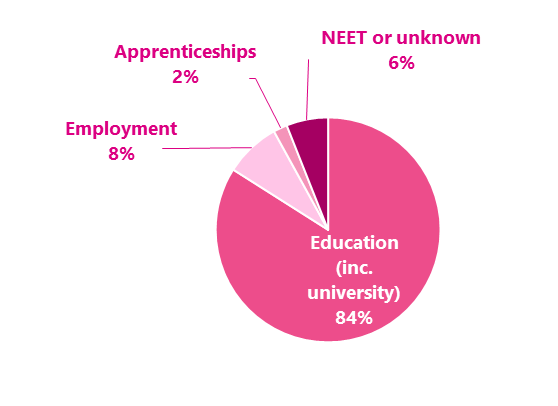 NEET or unknown
6%
Apprenticeships
2%
Employment
8%
Education
(inc.
university)
84%